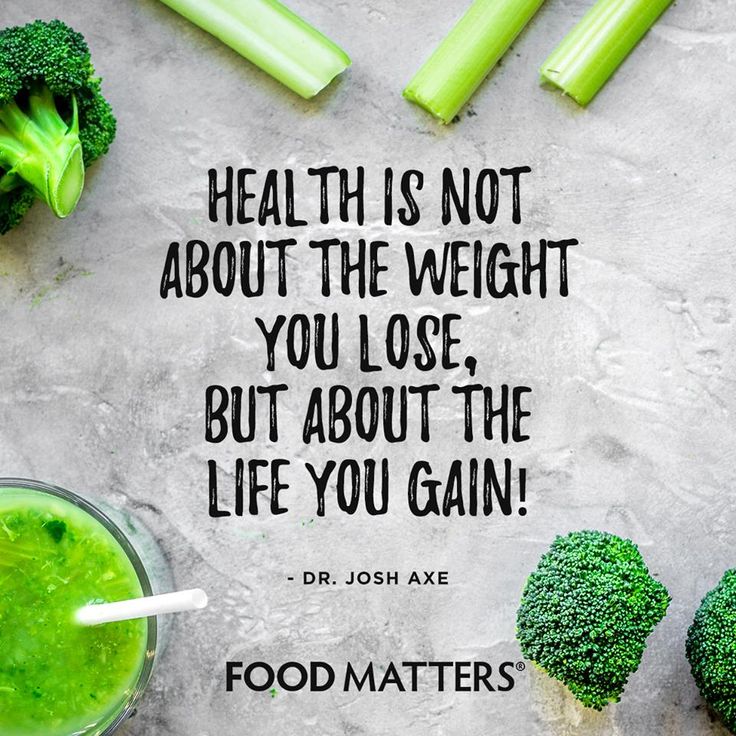 HEALTH IS NOT
ABOUT THE WEIGHT
YOU LOSE,
BUT ABOUT THE
LIFE YOU GAIN!
- DR. JOSH AXE
FOOD MATTERS®